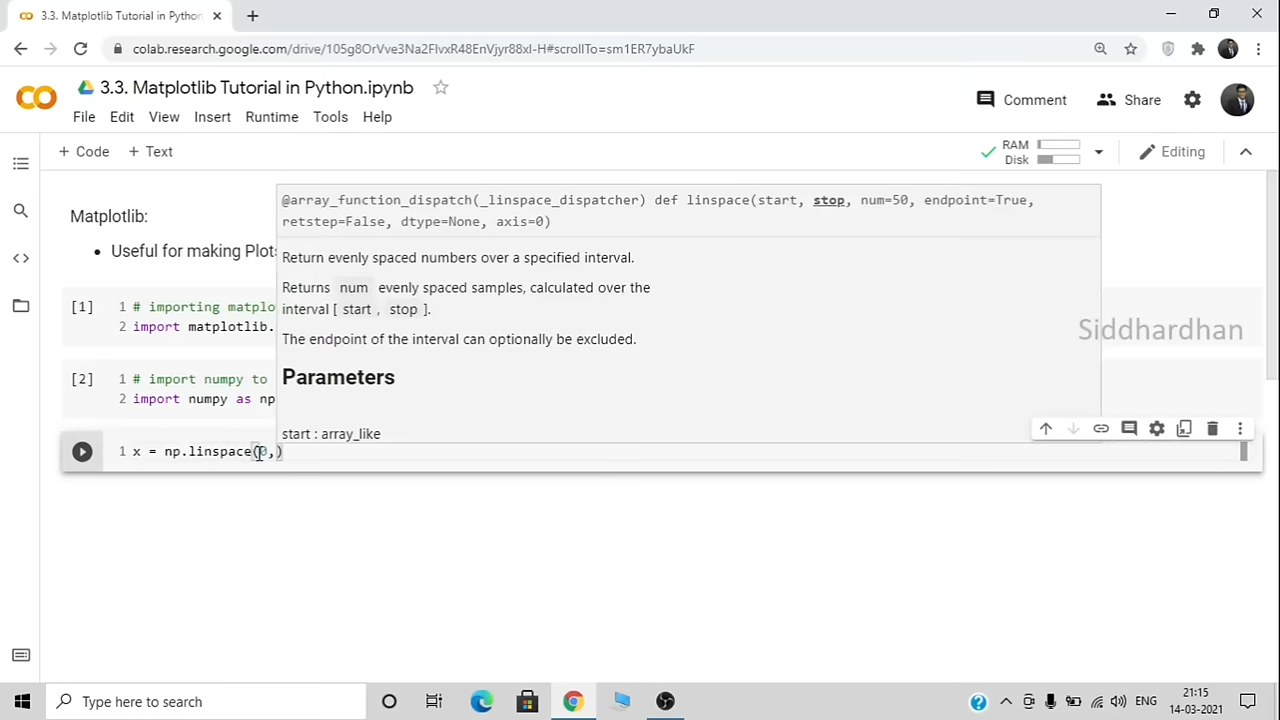 3.3. Matplotlib Tutorial in Python
colab.research.google.com/drive/105g8OrVve3Na2FlvxR48EnVjyr88xI-H#scrollTo=sm1ER7ybaUkF
3.3. Matplotlib Tutorial in Python.ipynb
Comment
Share
File Edit View Insert Runtime Tools Help
+ Code + Text
RAM
Disk
Editing
Matplotlib:
• Useful for making Plots
@array_function_dispatch(_linspace_dispatcher) def linspace(start, stop, num=50, endpoint=True,
retstep=False, dtype=None, axis=0)
Return evenly spaced numbers over a specified interval.
Returns num evenly spaced samples, calculated over the
interval [ start , stop ].
The endpoint of the interval can optionally be excluded.
Parameters
start : array_like
[1] 1 # importing matplo
2 import matplotlib.
Siddhardhan
[2] 1 # import numpy to
2 import numpy as np
1 x = np.linspace(0,)
Type here to search
ENG
21:15
14-03-2021